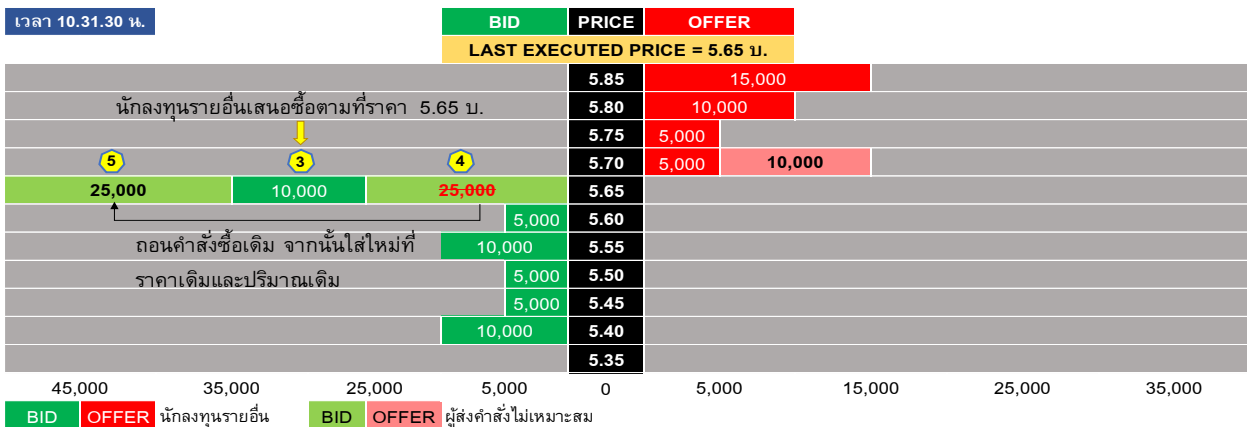 เวลา 10.31.30 น. BID PRICE OFFER
LAST EXECUTED PRICE = 5.65 บ.
5.85 15,000
นักลงทุนรายอื่นเสนอซื้อตามที่ราคา 5.65 บ. 5.80 10,000
5.75 5,000
5 3 4 5.70 5,000 10,000
25,000 10,000 25,000 5.65
5,000 5.60
ถอนคำสั่งซื้อเดิม จากนั้นใส่ใหม่ที่ 10,000 5.55
ราคาเดิมและปริมาณเดิม 5,000 5.50
5,000 5.45
10,000 5.40
5.35
45,000 35,000 25,000 5,000 0 5,000 15,000 25,000 35,000
BID OFFER นักลงทุนรายอื่น BID OFFER ผู้ส่งคำสั่งไม่เหมาะสม